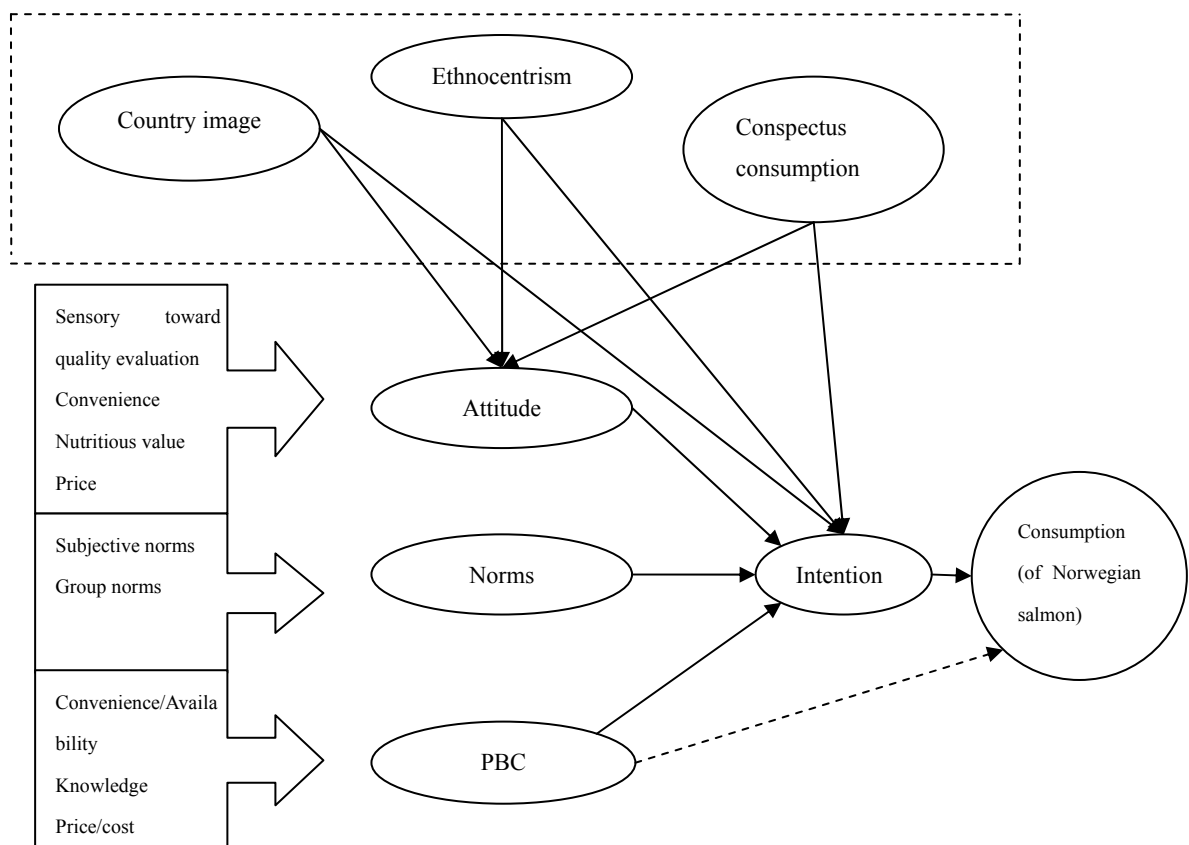 Ethnocentrism
Country image
Conspectus
consumption
Sensory toward
quality evaluation
Convenience
Nutritious value
Price
Attitude
Subjective norms
Group norms
Norms
Intention
Consumption
(of Norwegian
salmon)
Convenience/Availa
bility
Knowledge
Price/cost
PBC